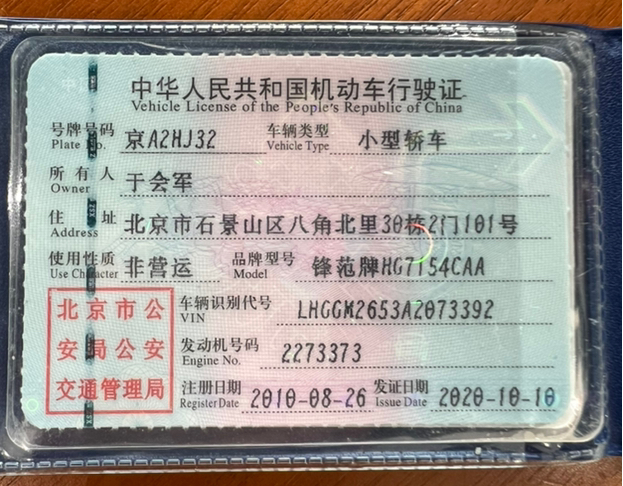 中华人民共和国机动车行驶证
Vehicle License of the People's Republic of China
号牌号码 京A2HJ32 车辆类型 小型轿车
Plate No. Vehicle Type
所有人 于会军
Owner
住址 北京市石景山区八角北里30栋2门101号
Address
使用性质 非营运 品牌型号 锋范牌HG7154CAA
Use Character Model
北京市公
安局公安
交通管理局
车辆识别代号 LHGGM2653A2073392
VIN
发动机号码 2273373
Engine No.
注册日期 2010-08-26 发证日期 2020-10-10
Register Date Issue Date